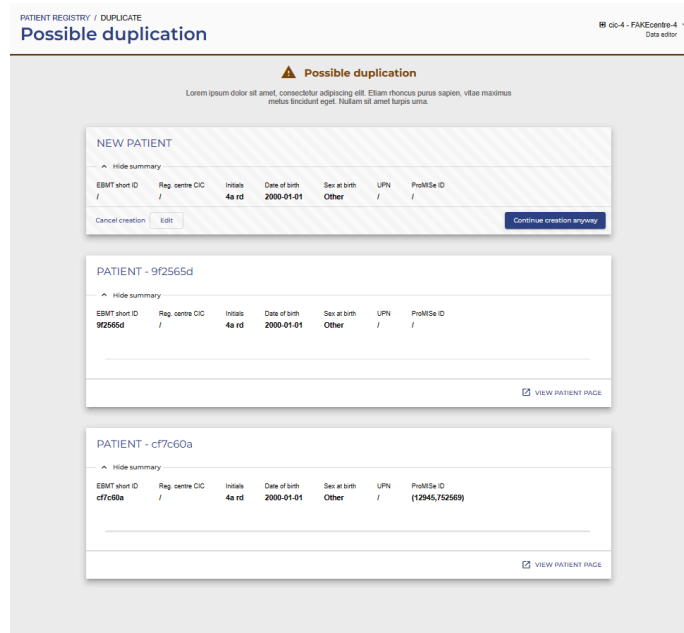 PATIENT REGISTRY / DUPLICATE
Possible duplication
cic-4 - FAKEcentre-4
Data editor
Possible duplication
Lorem ipsum dolor sit amet, consectetur adipiscing elit. Etiam rhoncus purus sapien, vitae maximus
metus tincidunt eget. Nullam sit amet turpis urna.
NEW PATIENT
Hide summary
EBMT short ID Reg. centre CIC Initials Date of birth Sex at birth UPN ProMISe ID
/ / 4a rd 2000-01-01 Other / /
Cancel creation Edit Continue creation anyway
PATIENT - 9f2565d
Hide summary
EBMT short ID Reg. centre CIC Initials Date of birth Sex at birth UPN ProMISe ID
9f2565d / 4a rd 2000-01-01 Other / /
VIEW PATIENT PAGE
PATIENT - cf7c60a
Hide summary
EBMT short ID Reg. centre CIC Initials Date of birth Sex at birth UPN ProMISe ID
cf7c60a / 4a rd 2000-01-01 Other / (12945,752569)
VIEW PATIENT PAGE